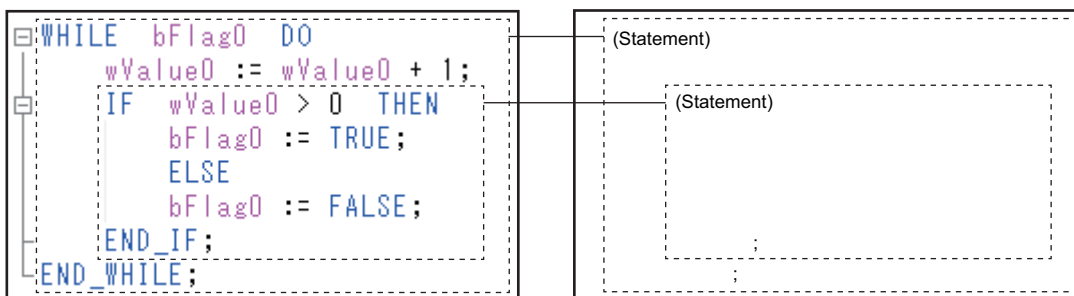 WHILE bFlag0 DO
wValue0 := wValue0 + 1;
IF wValue0 > 0 THEN
bFlag0 := TRUE;
ELSE
bFlag0 := FALSE;
END_IF;
END_WHILE;
(Statement)
(Statement)
;
;